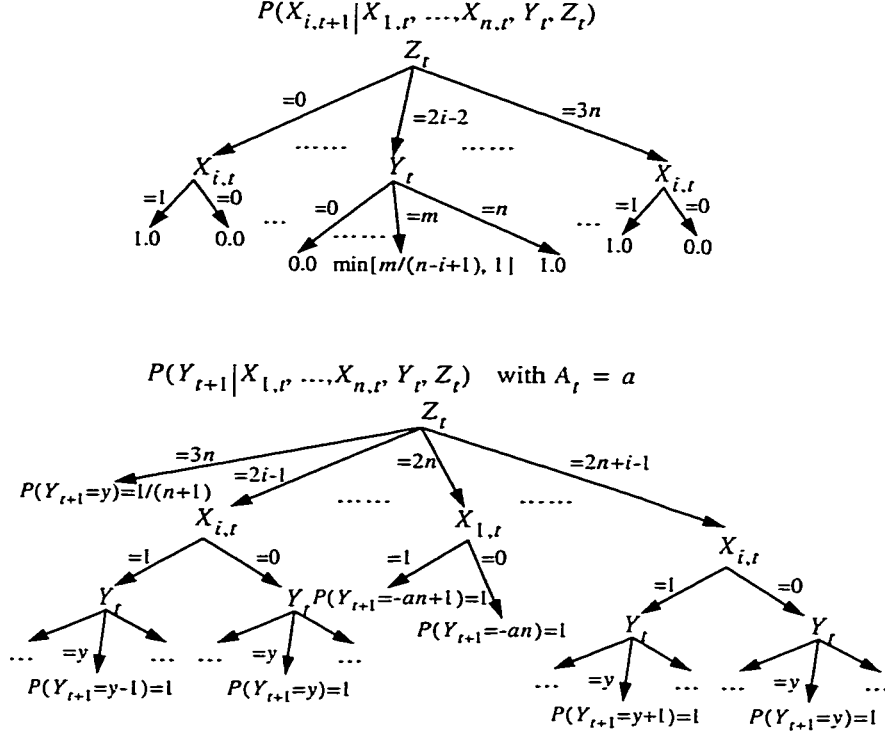 P(X_{i,t+1}|X_{1,t}, ...,X_{n,t}, Y_t, Z_t)
Z_t
=0 =2i-2 =3n
...... ......
X_{i,t} Y_t X_{i,t}
=1 =0 ... =0 =m =n ... =1 =0
1.0 0.0 ...... 1.0 0.0
0.0 min[m/(n-i+1), 1] 1.0
P(Y_{t+1}|X_{1,t}, ...,X_{n,t}, Y_t, Z_t) with A_t = a
Z_t
=3n =2i-1 =2n =2n+i-1
P(Y_{t+1}=y)=1/(n+1) ...... ......
X_{i,t} X_{1,t} X_{i,t}
=1 =0 =1 =0 =1 =0
Y_t Y_t P(Y_{t+1}=-an+1)=1 Y_t Y_t
P(Y_{t+1}=-an)=1
... =y ... ... =y ... ... =y ... ... =y ...
P(Y_{t+1}=y-1)=1 P(Y_{t+1}=y)=1 P(Y_{t+1}=y+1)=1 P(Y_{t+1}=y)=1